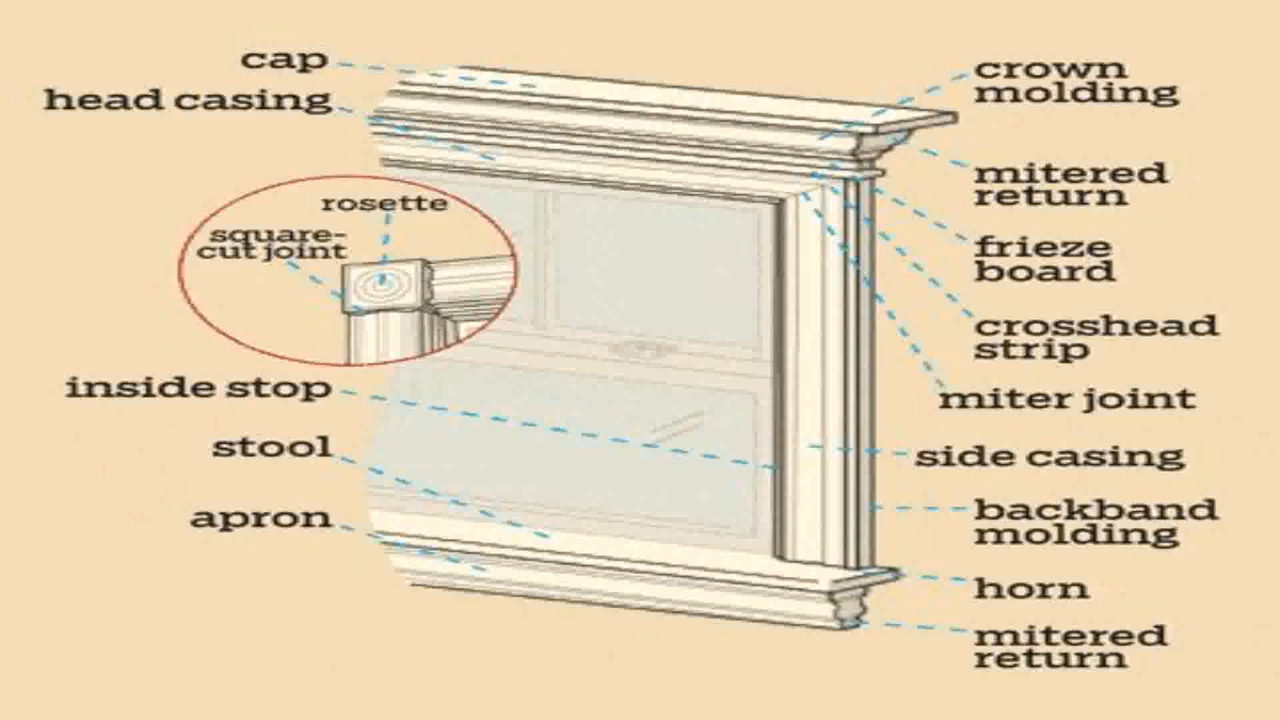 cap
head casing
rosette
square-
cut joint
inside stop
stool
apron
crown
molding
mitered
return
frieze
board
crosshead
strip
miter joint
side casing
backband
molding
horn
mitered
return